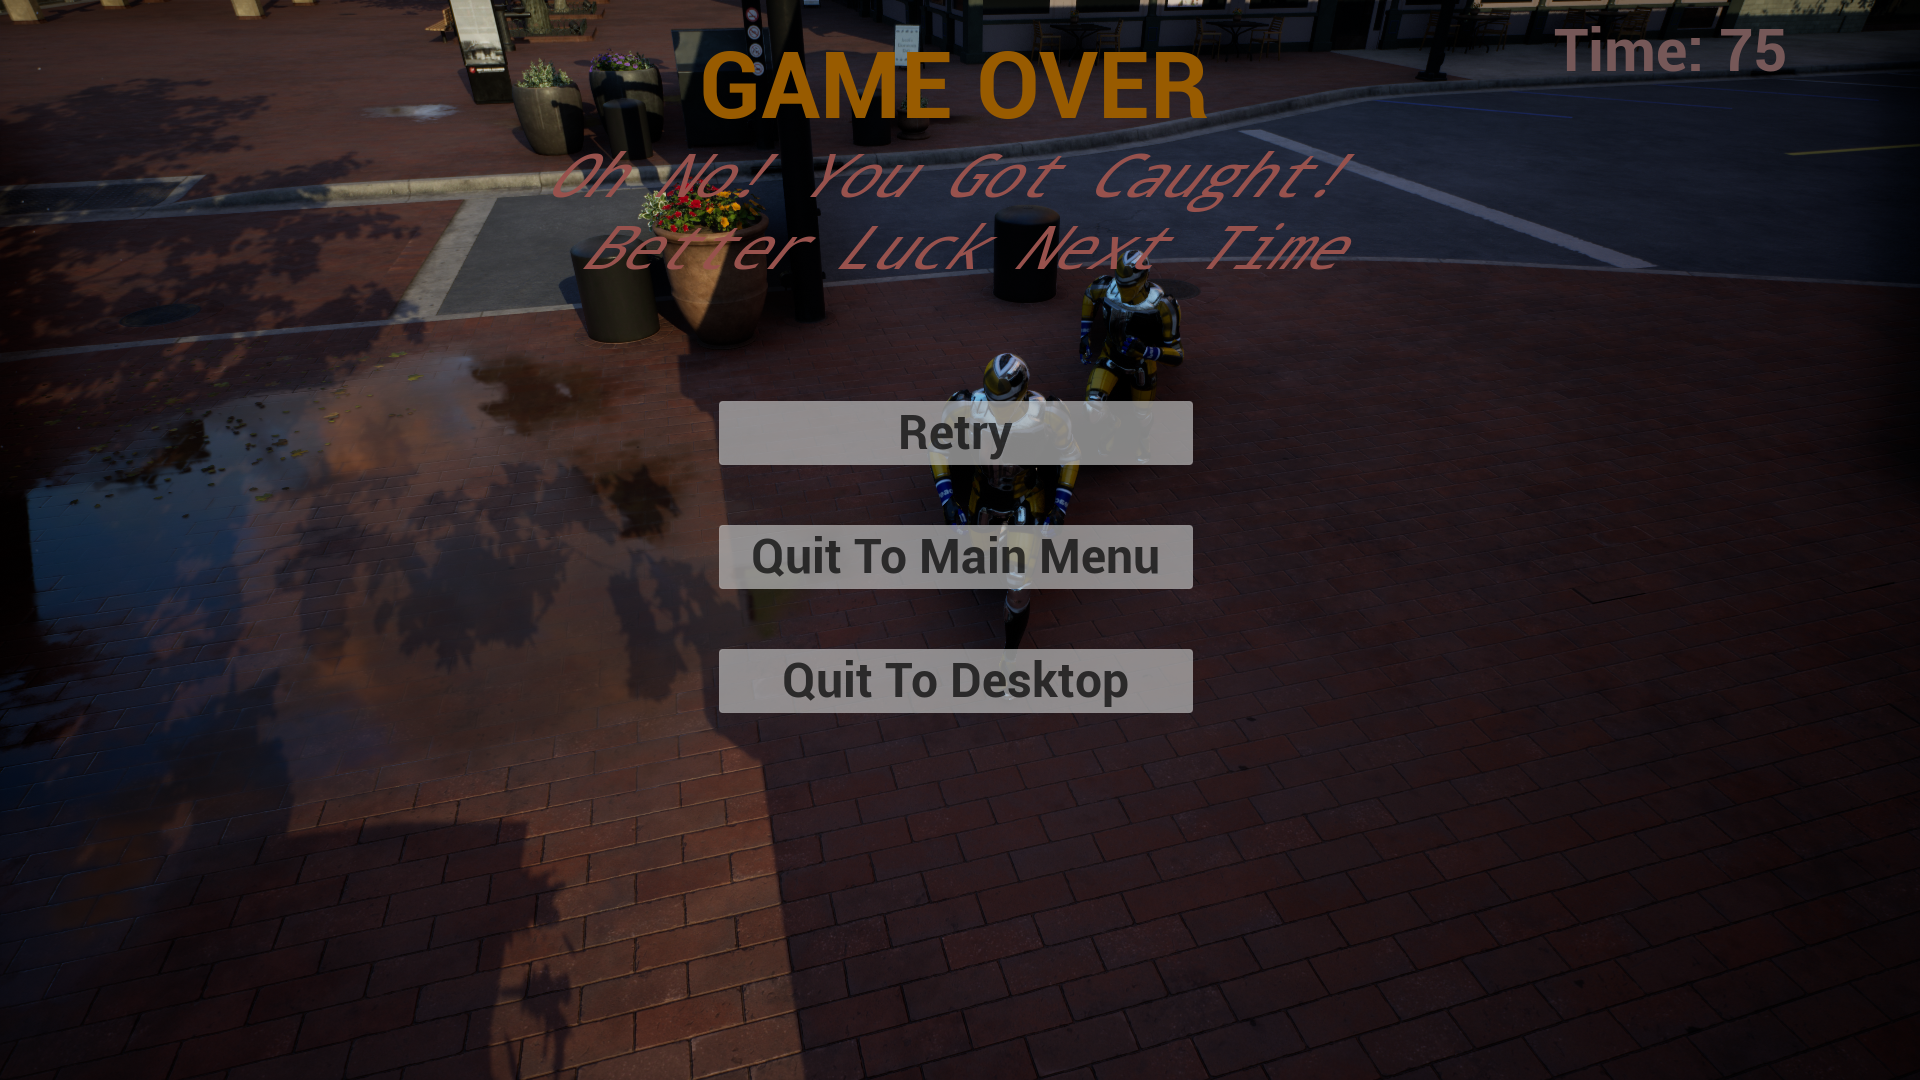 GAME OVER
Time: 75
Oh No! You Got Caught!
Better Luck Next Time
Retry
Quit To Main Menu
Quit To Desktop